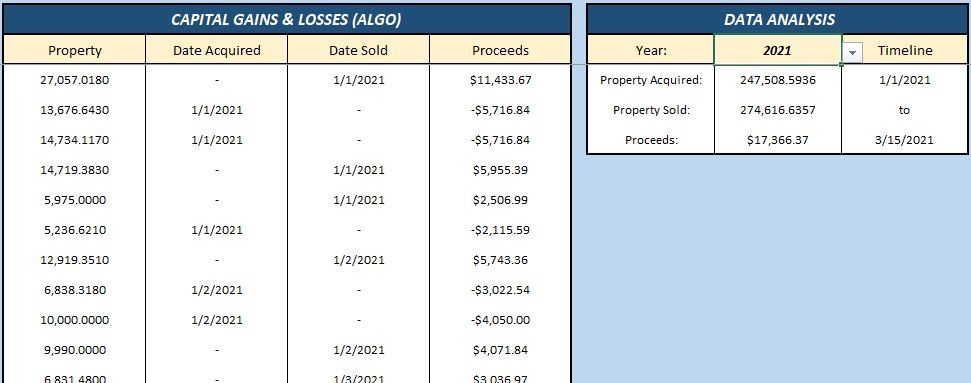 CAPITAL GAINS & LOSSES (ALGO)
Property Date Acquired Date Sold Proceeds
27,057.0180 - 1/1/2021 $11,433.67
13,676.6430 1/1/2021 - -$5,716.84
14,734.1170 1/1/2021 - -$5,716.84
14,719.3830 - 1/1/2021 $5,955.39
5,975.0000 - 1/1/2021 $2,506.99
5,236.6210 1/1/2021 - -$2,115.59
12,919.3510 - 1/2/2021 $5,743.36
6,838.3180 1/2/2021 - -$3,022.54
10,000.0000 1/2/2021 - -$4,050.00
9,990.0000 - 1/2/2021 $4,071.84
6,831.4800 - 1/3/2021 $3,036.97
DATA ANALYSIS
Year: 2021 Timeline
Property Acquired: 247,508.5936 1/1/2021
Property Sold: 274,616.6357 to
Proceeds: $17,366.37 3/15/2021